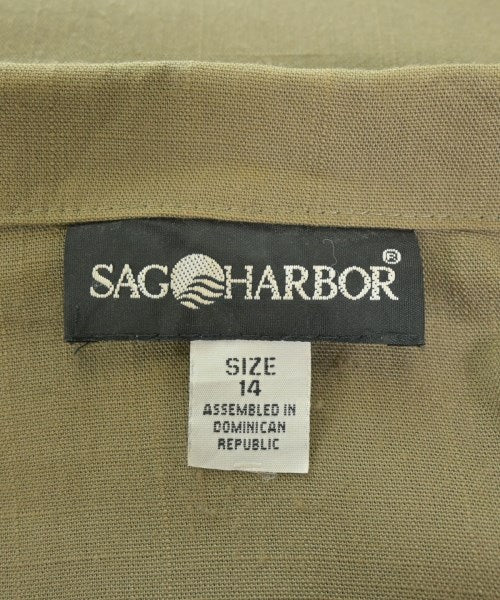 SAG HARBOR®
SIZE
14
ASSEMBLED IN
DOMINICAN
REPUBLIC